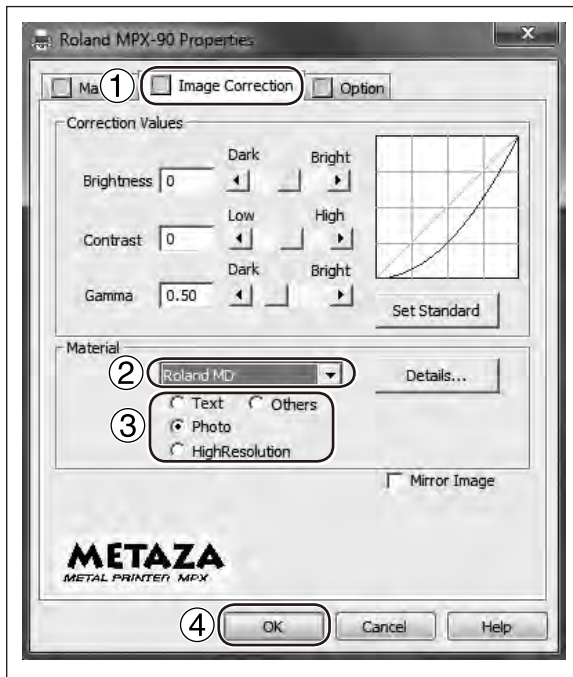 Roland MPX-90 Properties
x
Ma 1 Image Correction Option
Correction Values
Dark Bright
Brightness 0
Low High
Contrast 0
Dark Bright
Gamma 0.50
Set Standard
Material
2 Roland MD Details...
3 Text Others
Photo
HighResolution
Mirror Image
METAZA
METAL PRINTER MPX
4 OK Cancel Help